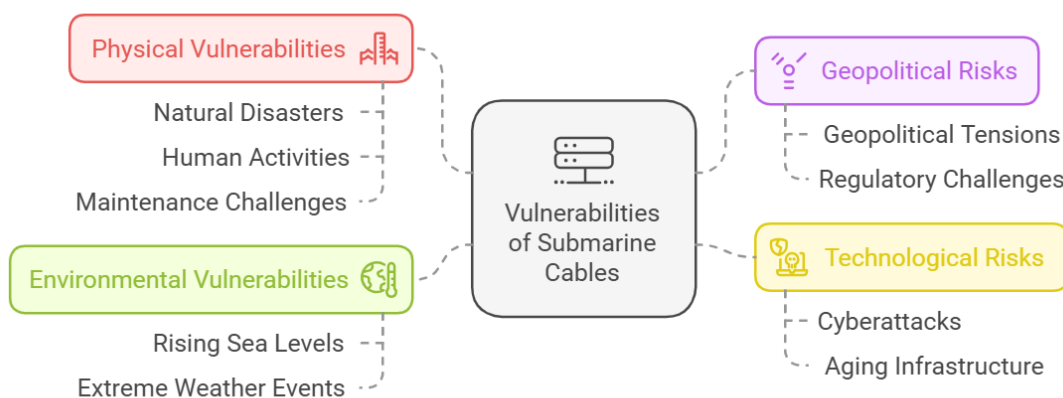 Physical Vulnerabilities
Natural Disasters
Human Activities
Maintenance Challenges
Environmental Vulnerabilities
Rising Sea Levels
Extreme Weather Events
Vulnerabilities
of Submarine
Cables
Geopolitical Risks
Geopolitical Tensions
Regulatory Challenges
Technological Risks
Cyberattacks
Aging Infrastructure